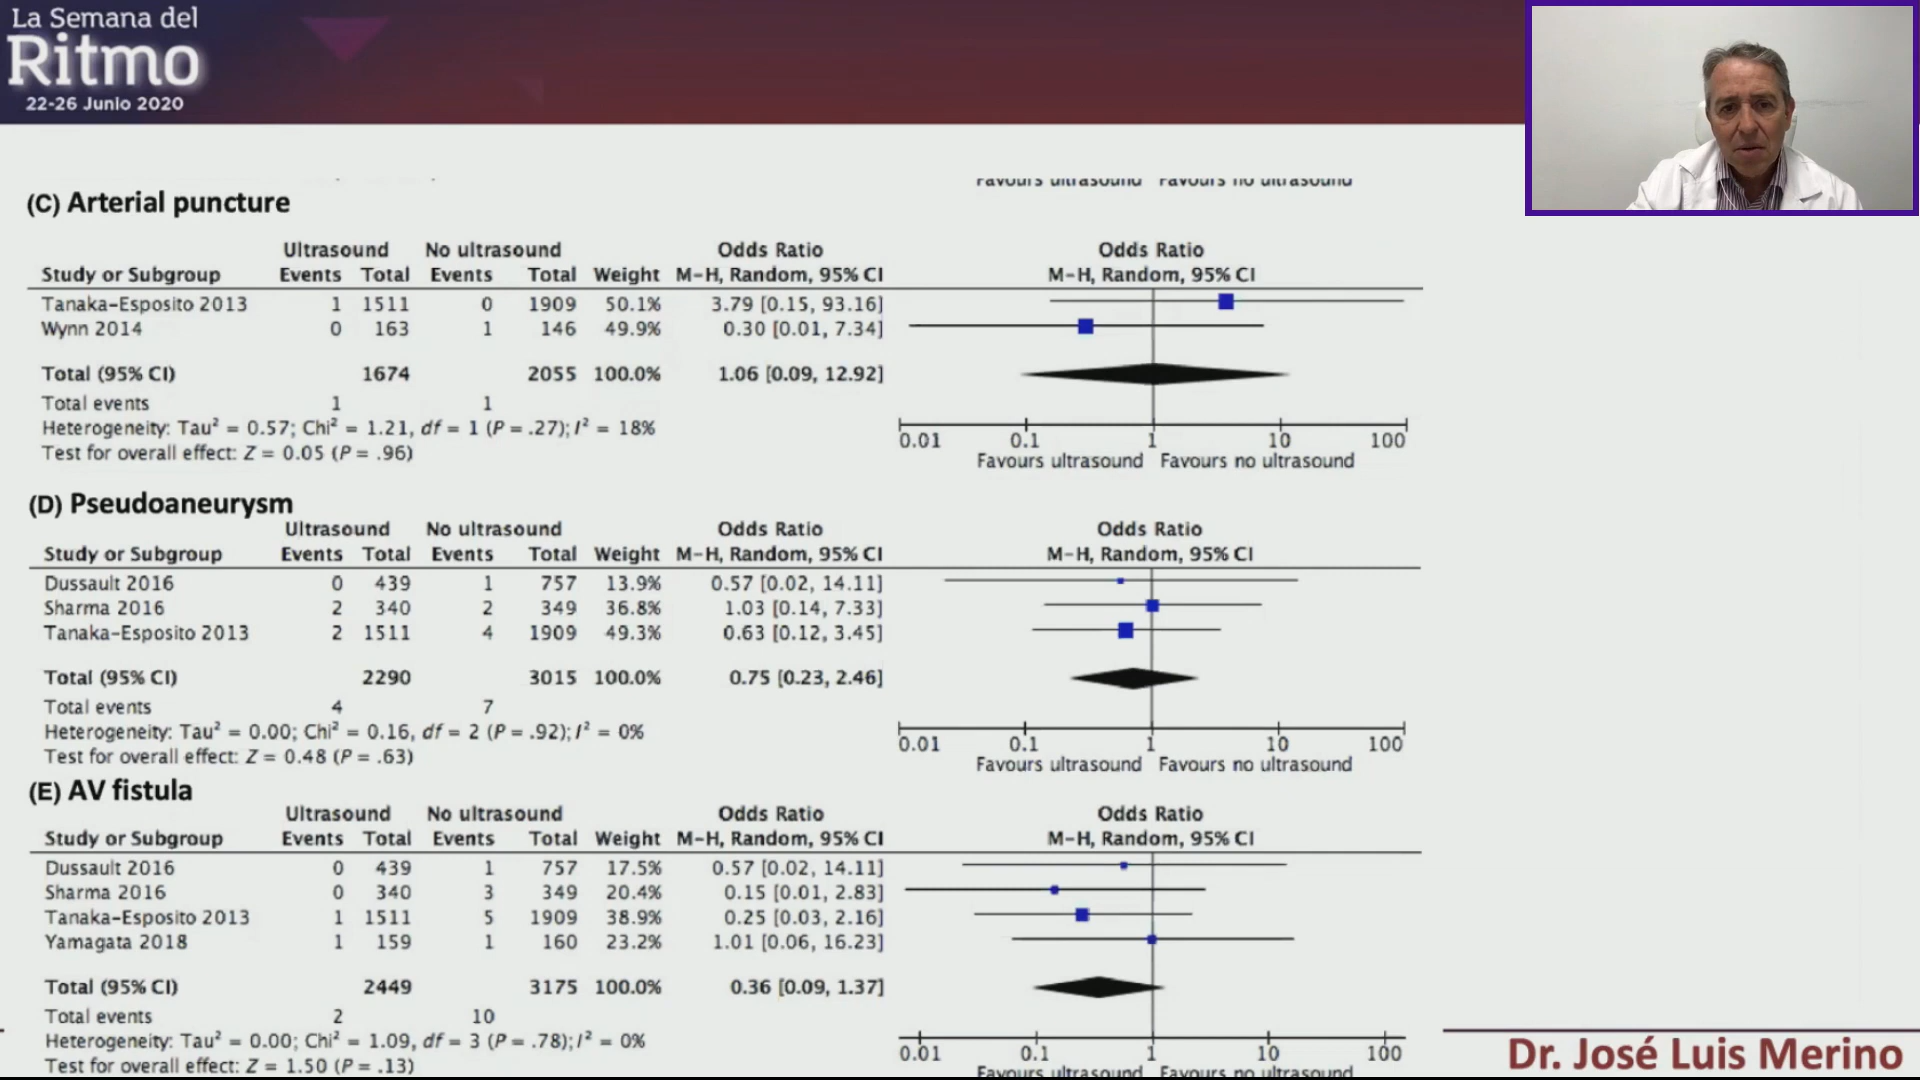 La Semana del
Ritmo
22-26 Junio 2020
Favours ultrasound Favours no ultrasound
(C) Arterial puncture
Ultrasound No ultrasound Odds Ratio Odds Ratio
Study or Subgroup Events Total Events Total Weight M-H, Random, 95% CI M-H, Random, 95% CI
Tanaka-Esposito 2013 1 1511 0 1909 50.1% 3.79 [0.15, 93.16]
Wynn 2014 0 163 1 146 49.9% 0.30 [0.01, 7.34]
Total (95% CI) 1674 2055 100.0% 1.06 [0.09, 12.92]
Total events 1 1
Heterogeneity: Tau² = 0.57; Chi² = 1.21, df = 1 (P = .27); I² = 18%
Test for overall effect: Z = 0.05 (P = .96)
0.01 0.1 1 10 100
Favours ultrasound Favours no ultrasound
(D) Pseudoaneurysm
Ultrasound No ultrasound Odds Ratio Odds Ratio
Study or Subgroup Events Total Events Total Weight M-H, Random, 95% CI M-H, Random, 95% CI
Dussault 2016 0 439 1 757 13.9% 0.57 [0.02, 14.11]
Sharma 2016 2 340 2 349 36.8% 1.03 [0.14, 7.33]
Tanaka-Esposito 2013 2 1511 4 1909 49.3% 0.63 [0.12, 3.45]
Total (95% CI) 2290 3015 100.0% 0.75 [0.23, 2.46]
Total events 4 7
Heterogeneity: Tau² = 0.00; Chi² = 0.16, df = 2 (P = .92); I² = 0%
Test for overall effect: Z = 0.48 (P = .63)
0.01 0.1 1 10 100
Favours ultrasound Favours no ultrasound
(E) AV fistula
Ultrasound No ultrasound Odds Ratio Odds Ratio
Study or Subgroup Events Total Events Total Weight M-H, Random, 95% CI M-H, Random, 95% CI
Dussault 2016 0 439 1 757 17.5% 0.57 [0.02, 14.11]
Sharma 2016 0 340 3 349 20.4% 0.15 [0.01, 2.83]
Tanaka-Esposito 2013 1 1511 5 1909 38.9% 0.25 [0.03, 2.16]
Yamagata 2018 1 159 1 160 23.2% 1.01 [0.06, 16.23]
Total (95% CI) 2449 3175 100.0% 0.36 [0.09, 1.37]
Total events 2 10
Heterogeneity: Tau² = 0.00; Chi² = 1.09, df = 3 (P = .78); I² = 0%
Test for overall effect: Z = 1.50 (P = .13)
0.01 0.1 1 10 100
Favours ultrasound Favours no ultrasound
Dr. José Luis Merino